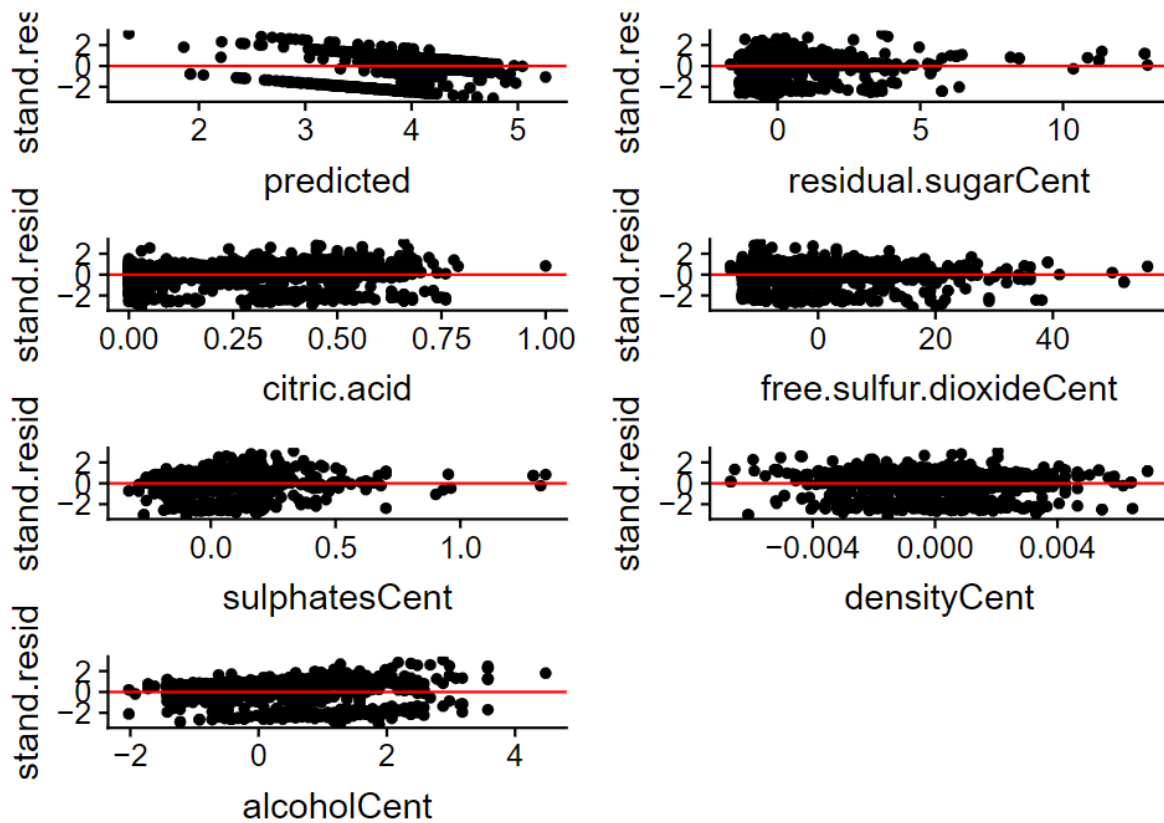 stand.res
2
0
−2
2 3 4 5
predicted
stand.res
2
0
−2
0 5 10
residual.sugarCent
stand.resid
2
0
−2
0.00 0.25 0.50 0.75 1.00
citric.acid
stand.resid
2
0
−2
0 20 40
free.sulfur.dioxideCent
stand.resid
2
0
−2
0.0 0.5 1.0
sulphatesCent
stand.resid
2
0
−2
−0.004 0.000 0.004
densityCent
stand.resid
2
0
−2
−2 0 2 4
alcoholCent